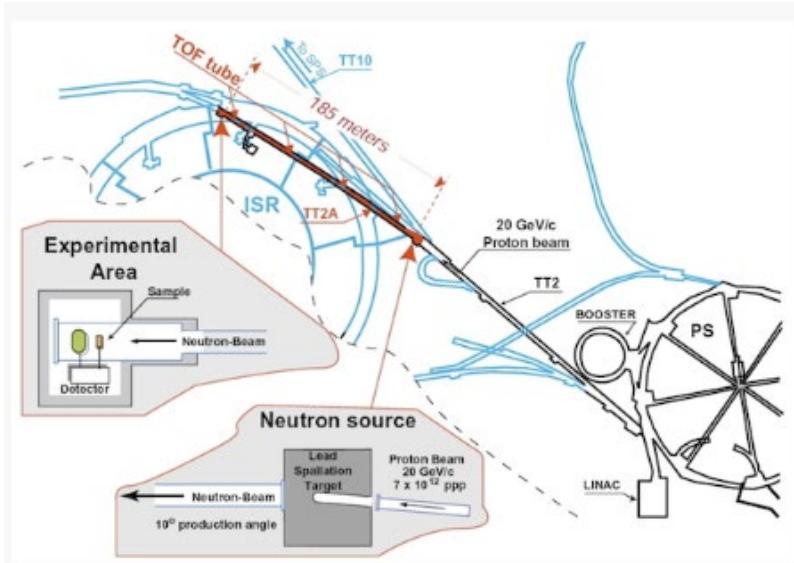 To SPS
TT10
TOF tube
185 meters
ISR
TT2A
20 GeV/c
Proton beam
TT2
BOOSTER
PS
LINAC
Experimental
Area
Sample
Neutron-Beam
Detector
Neutron source
Lead
Spallation
Target
Proton Beam
20 GeV/c
7 x 10¹² ppp
Neutron-Beam
10⁰ production angle